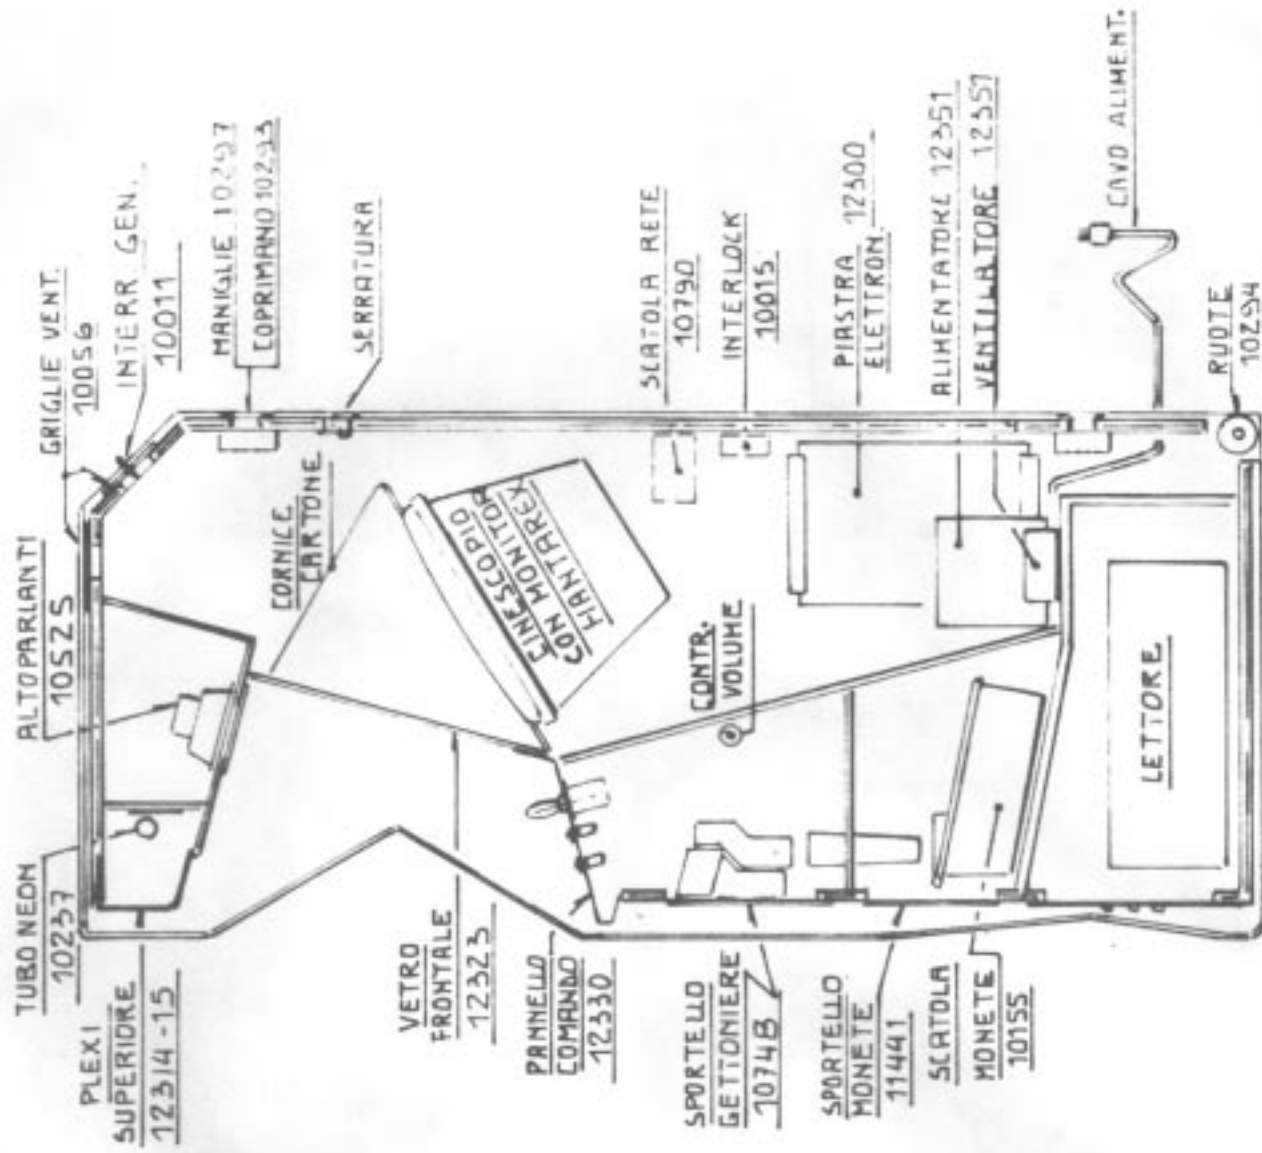 TUBO NEON
10237
ALTOPARLANTI
10525
GRIGLIE VENT.
10056
INTERR. GEN.
10011
MANIGLIE 10297
COPRIMANO 10293
SERRATURA
SCATOLA RETE
10790
INTERLOCK
10015
PIASTRA 12300
ELETTRON.
ALIMENTATORE 12351
VENTILATORE 12351
CAVO ALIMENT.
RUOTE
10294
CORNICE
CARTONE
CINESCOPIO
CON MONITOR
HANTAREX
CONTR.
VOLUME
LETTORE
PLEXI
SUPERIORE
12314-15
VETRO
FRONTALE
12323
PANNELLO
COMANDO
12330
SPORTELLO
GETTONIERE
10748
SPORTELLO
MONETE
11441
SCATOLA
MONETE
10155